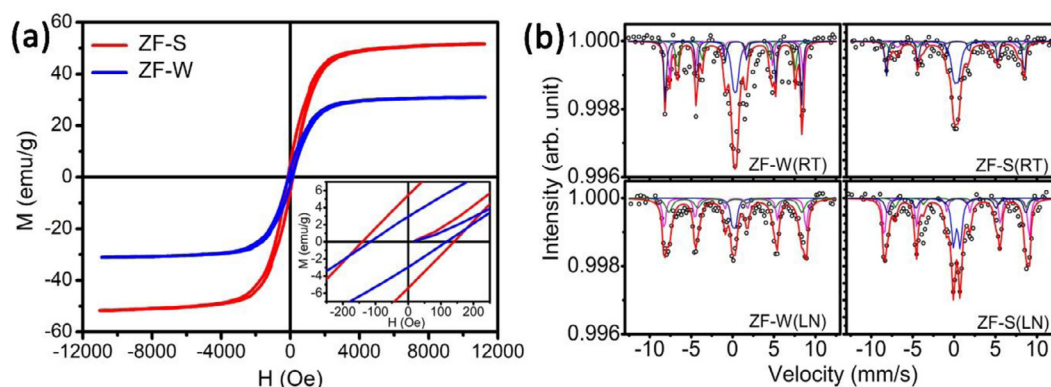 (a)
ZF-S
ZF-W
M (emu/g)
60
40
20
0
-20
-40
-60
-12000 -8000 -4000 0 4000 8000 12000
H (Oe)
M (emu/g)
6
4
2
0
-2
-4
-6
-200 -100 0 100 200
H (Oe)
(b)
Intensity (arb. unit)
1.000
0.998
0.996
ZF-W(RT)
ZF-S(RT)
1.000
0.998
0.996
ZF-W(LN)
ZF-S(LN)
-10 -5 0 5 10 -10 -5 0 5 10
Velocity (mm/s)